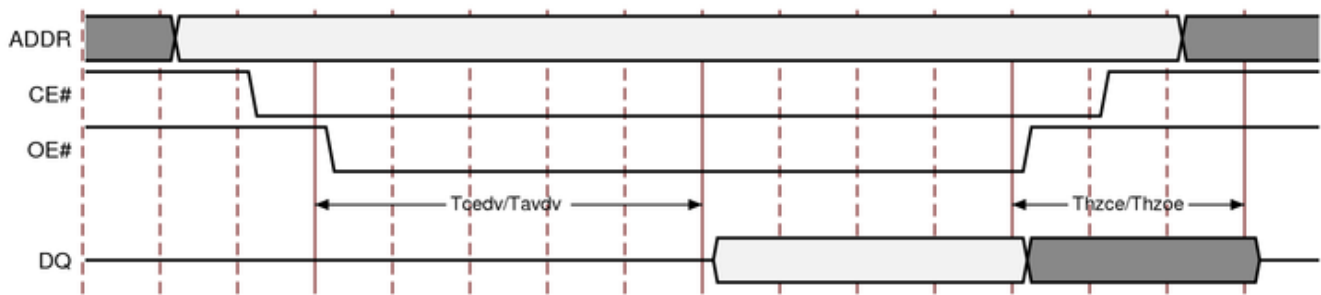 ADDR
CE#
OE#
Tcedv/Tavdv
Thzce/Thzoe
DQ